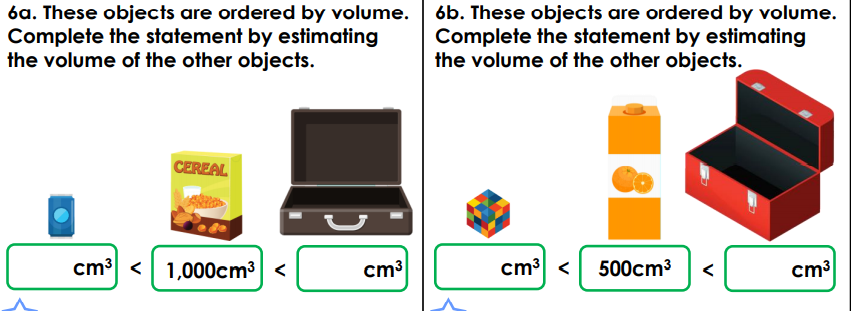 6a. These objects are ordered by volume.
Complete the statement by estimating
the volume of the other objects.
CEREAL
cm³ < 1,000cm³ < cm³
6b. These objects are ordered by volume.
Complete the statement by estimating
the volume of the other objects.
cm³ < 500cm³ < cm³